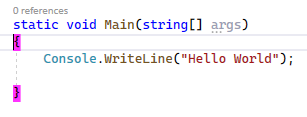 0 references
static void Main(string[] args)
{
Console.WriteLine("Hello World");
}